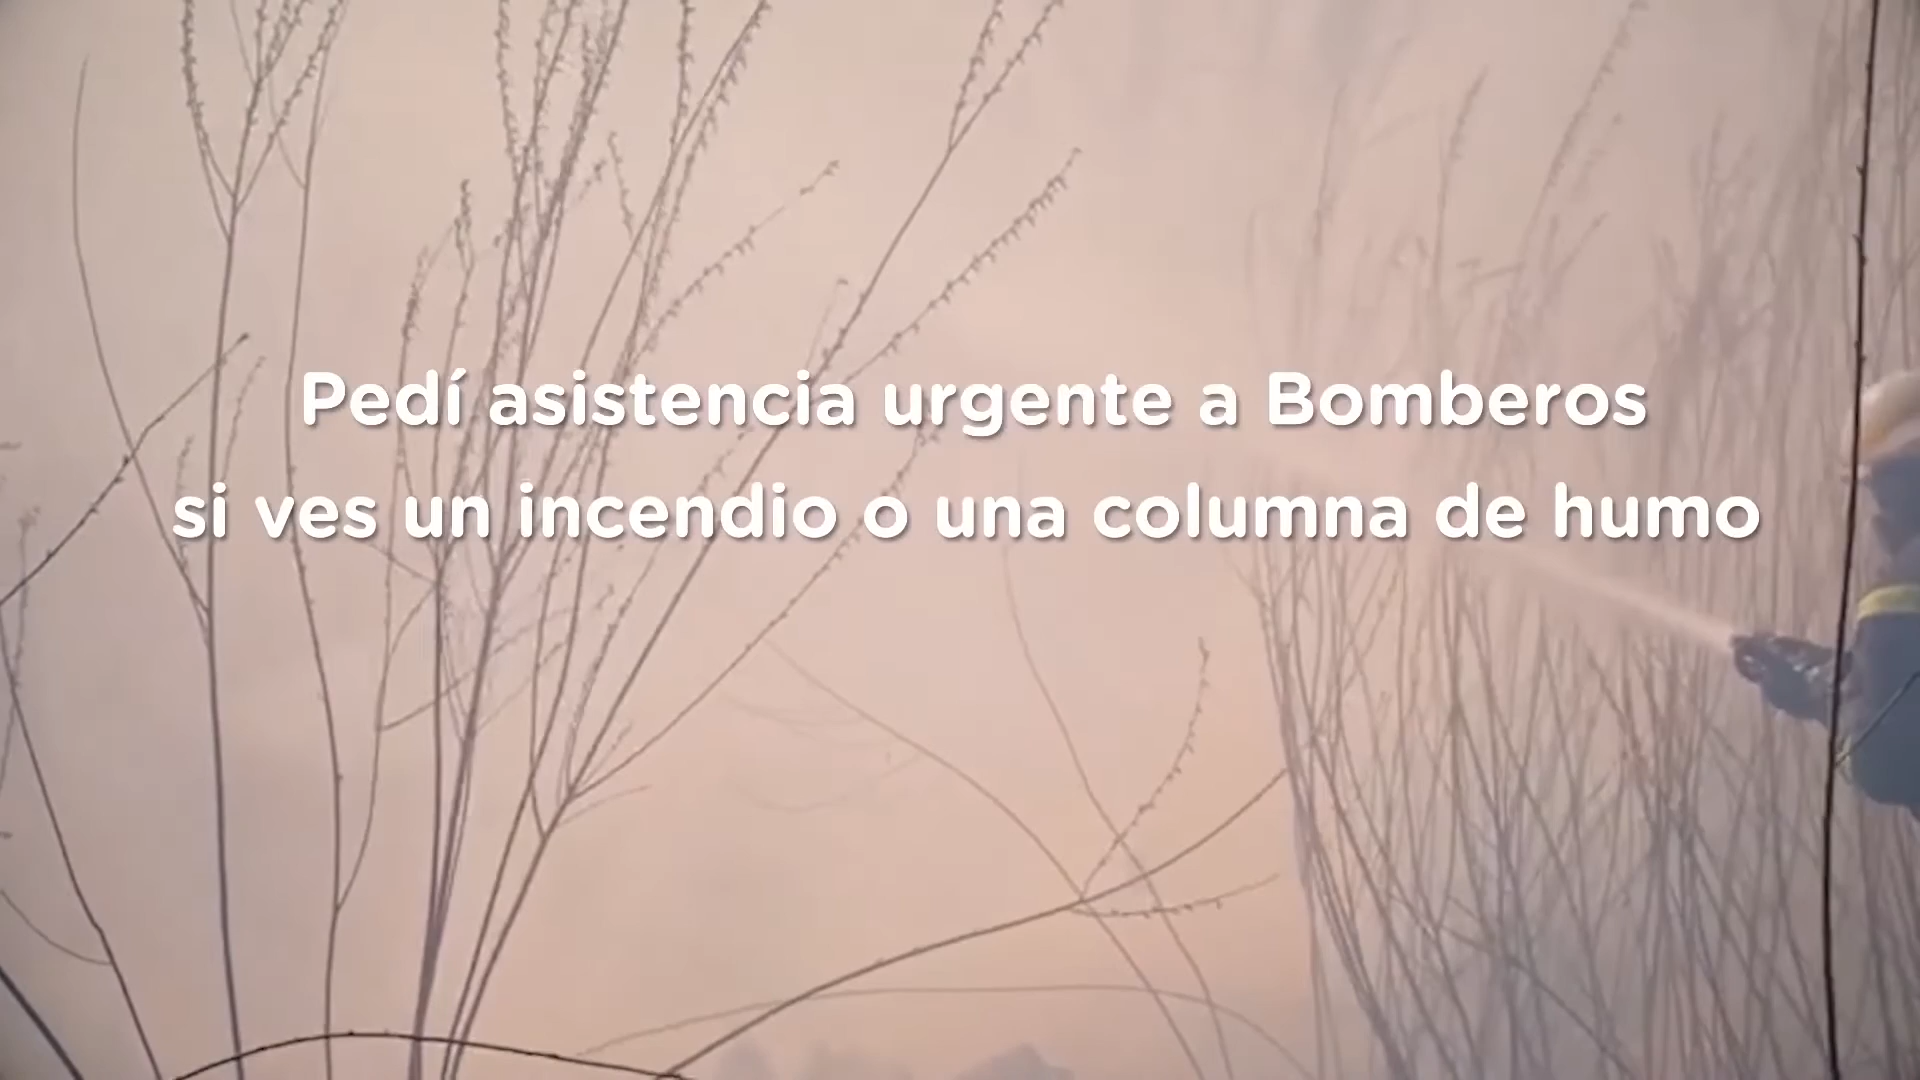 Pedí asistencia urgente a Bomberos
si ves un incendio o una columna de humo